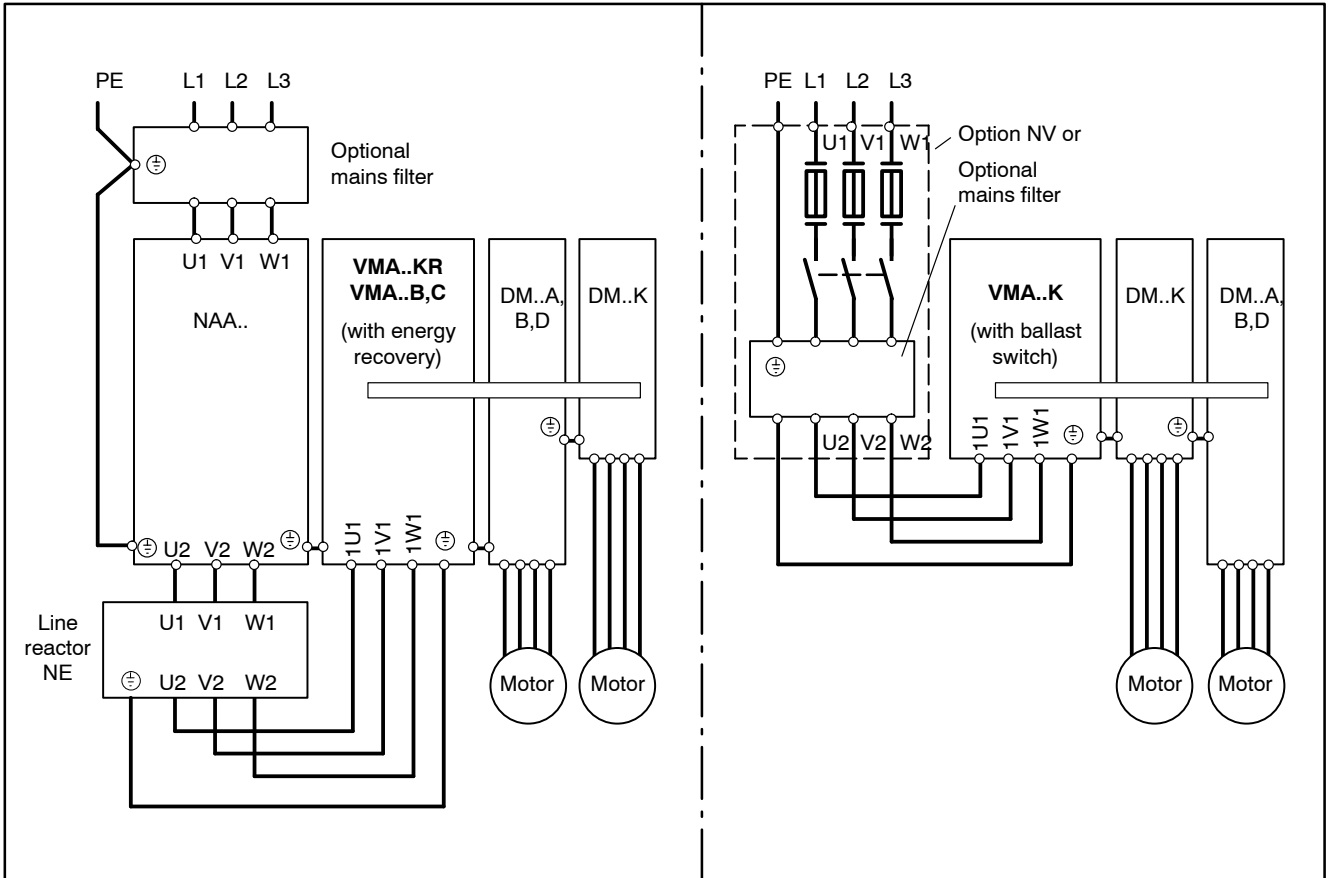 PE L1 L2 L3
Optional
mains filter
U1 V1 W1
NAA..
VMA..KR
VMA..B,C
(with energy
recovery)
DM..A,
B,D
DM..K
U2 V2 W2
1U1 1V1 1W1
Line
reactor
NE
U1 V1 W1
U2 V2 W2
Motor Motor
PE L1 L2 L3
U1 V1 W1
Option NV or
Optional
mains filter
VMA..K
(with ballast
switch)
DM..K
DM..A,
B,D
U2 V2 W2
1U1 1V1 1W1
Motor Motor